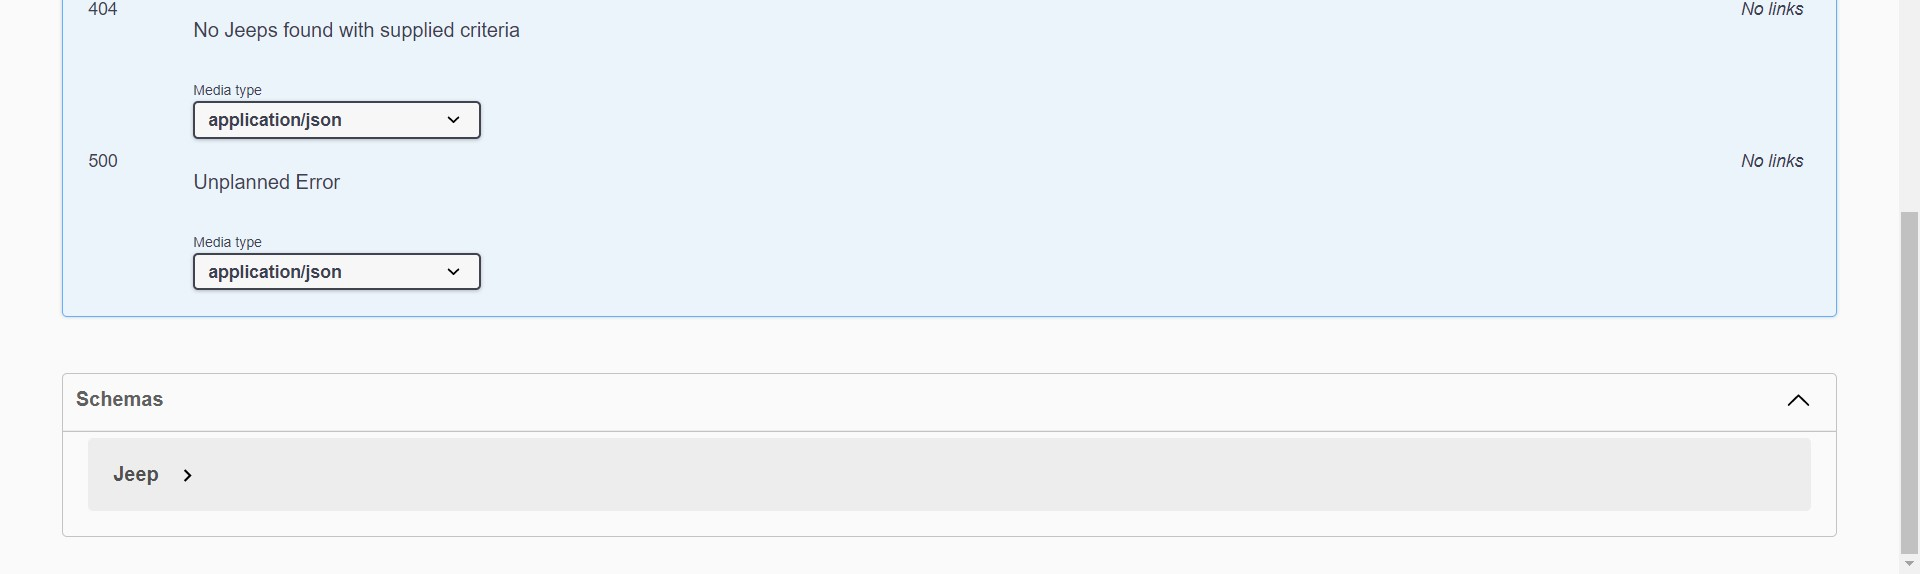 404
No links
No Jeeps found with supplied criteria
Media type
application/json
500
No links
Unplanned Error
Media type
application/json
Schemas
Jeep